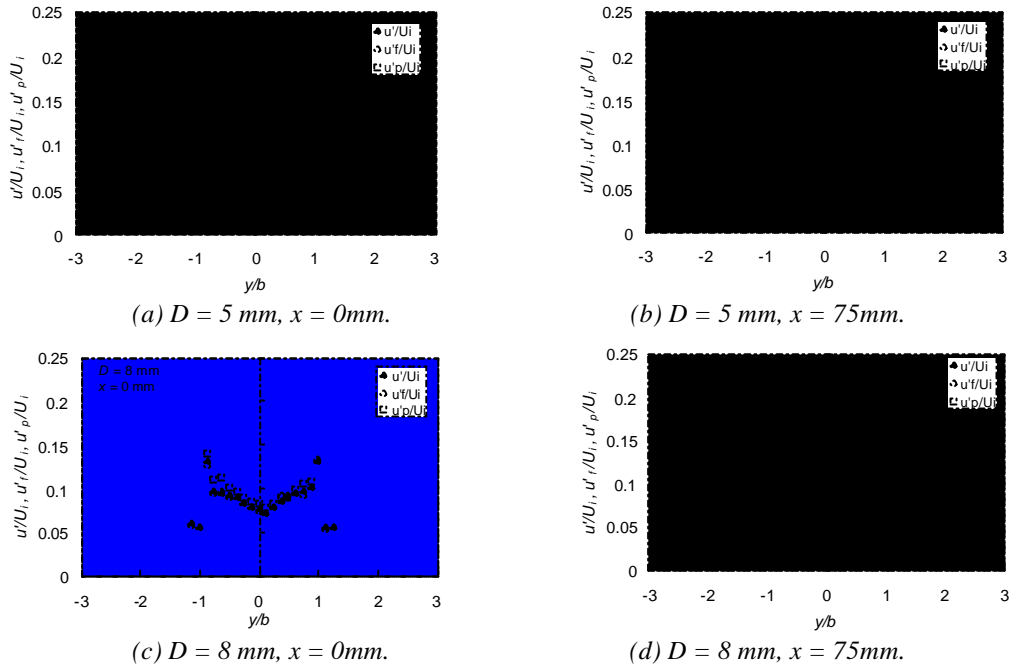 0.25
0.2
0.15
0.1
0.05
0
u'/Ui, u'f/Ui, u'p/Ui
u'/Ui
u'f/Ui
u'p/Ui
-3 -2 -1 0 1 2 3
y/b
(a) D = 5 mm, x = 0mm.
0.25
0.2
0.15
0.1
0.05
0
u'/Ui, u'f/Ui, u'p/Ui
u'/Ui
u'f/Ui
u'p/Ui
-3 -2 -1 0 1 2 3
y/b
(b) D = 5 mm, x = 75mm.
0.25
0.2
0.15
0.1
0.05
0
u'/Ui, u'f/Ui, u'p/Ui
D = 8 mm
x = 0 mm
u'/Ui
u'f/Ui
u'p/Ui
-3 -2 -1 0 1 2 3
y/b
(c) D = 8 mm, x = 0mm.
0.25
0.2
0.15
0.1
0.05
0
u'/Ui, u'f/Ui, u'p/Ui
u'/Ui
u'f/Ui
u'p/Ui
-3 -2 -1 0 1 2 3
y/b
(d) D = 8 mm, x = 75mm.